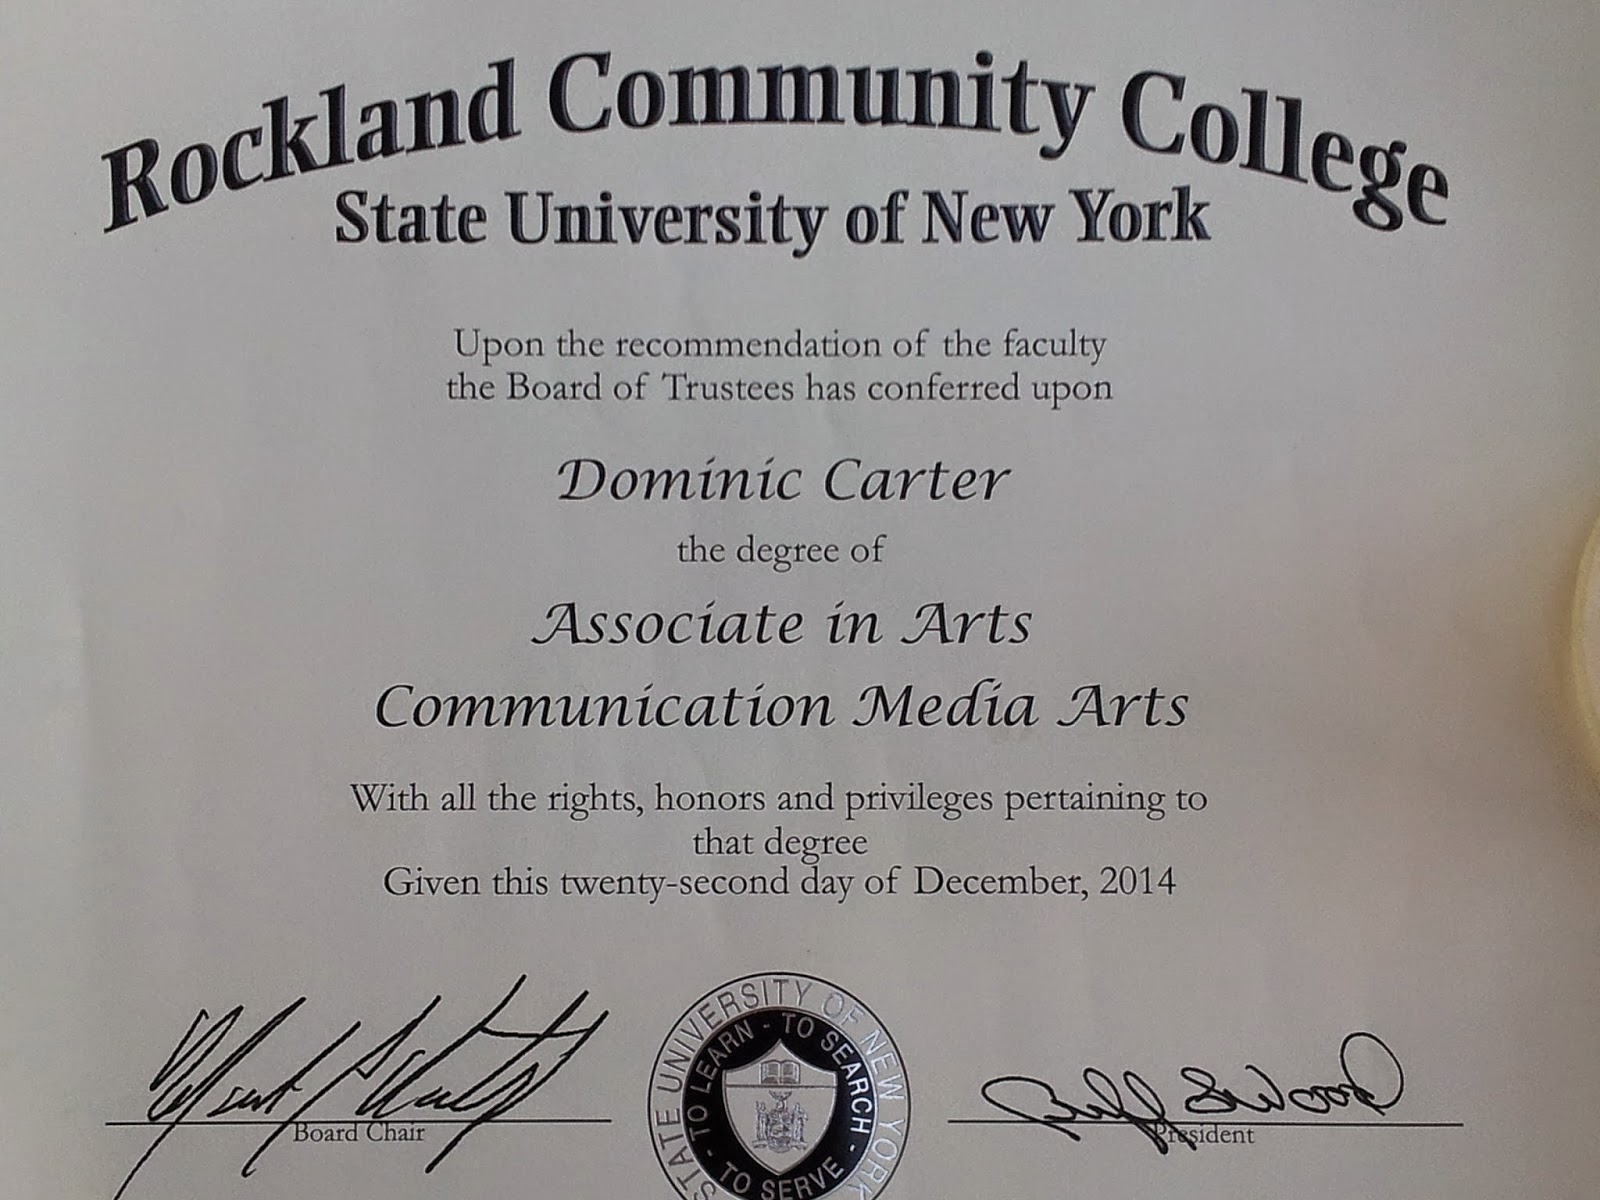 Rockland Community College
State University of New York
Upon the recommendation of the faculty
the Board of Trustees has conferred upon
Dominic Carter
the degree of
Associate in Arts
Communication Media Arts
With all the rights, honors and privileges pertaining to
that degree
Given this twenty-second day of December, 2014
STATE UNIVERSITY OF NEW YORK
TO LEARN - TO SEARCH - TO SERVE -
Board Chair
President